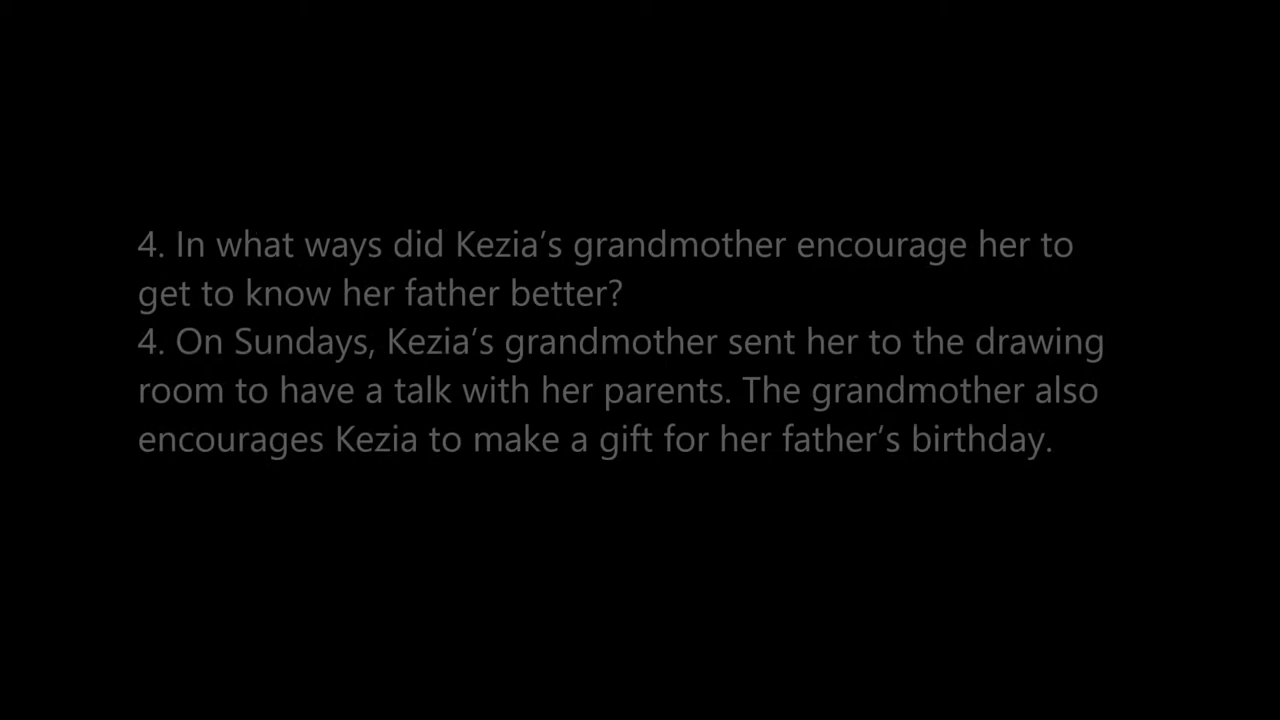 4. In what ways did Kezia’s grandmother encourage her to
get to know her father better?
4. On Sundays, Kezia’s grandmother sent her to the drawing
room to have a talk with her parents. The grandmother also
encourages Kezia to make a gift for her father’s birthday.